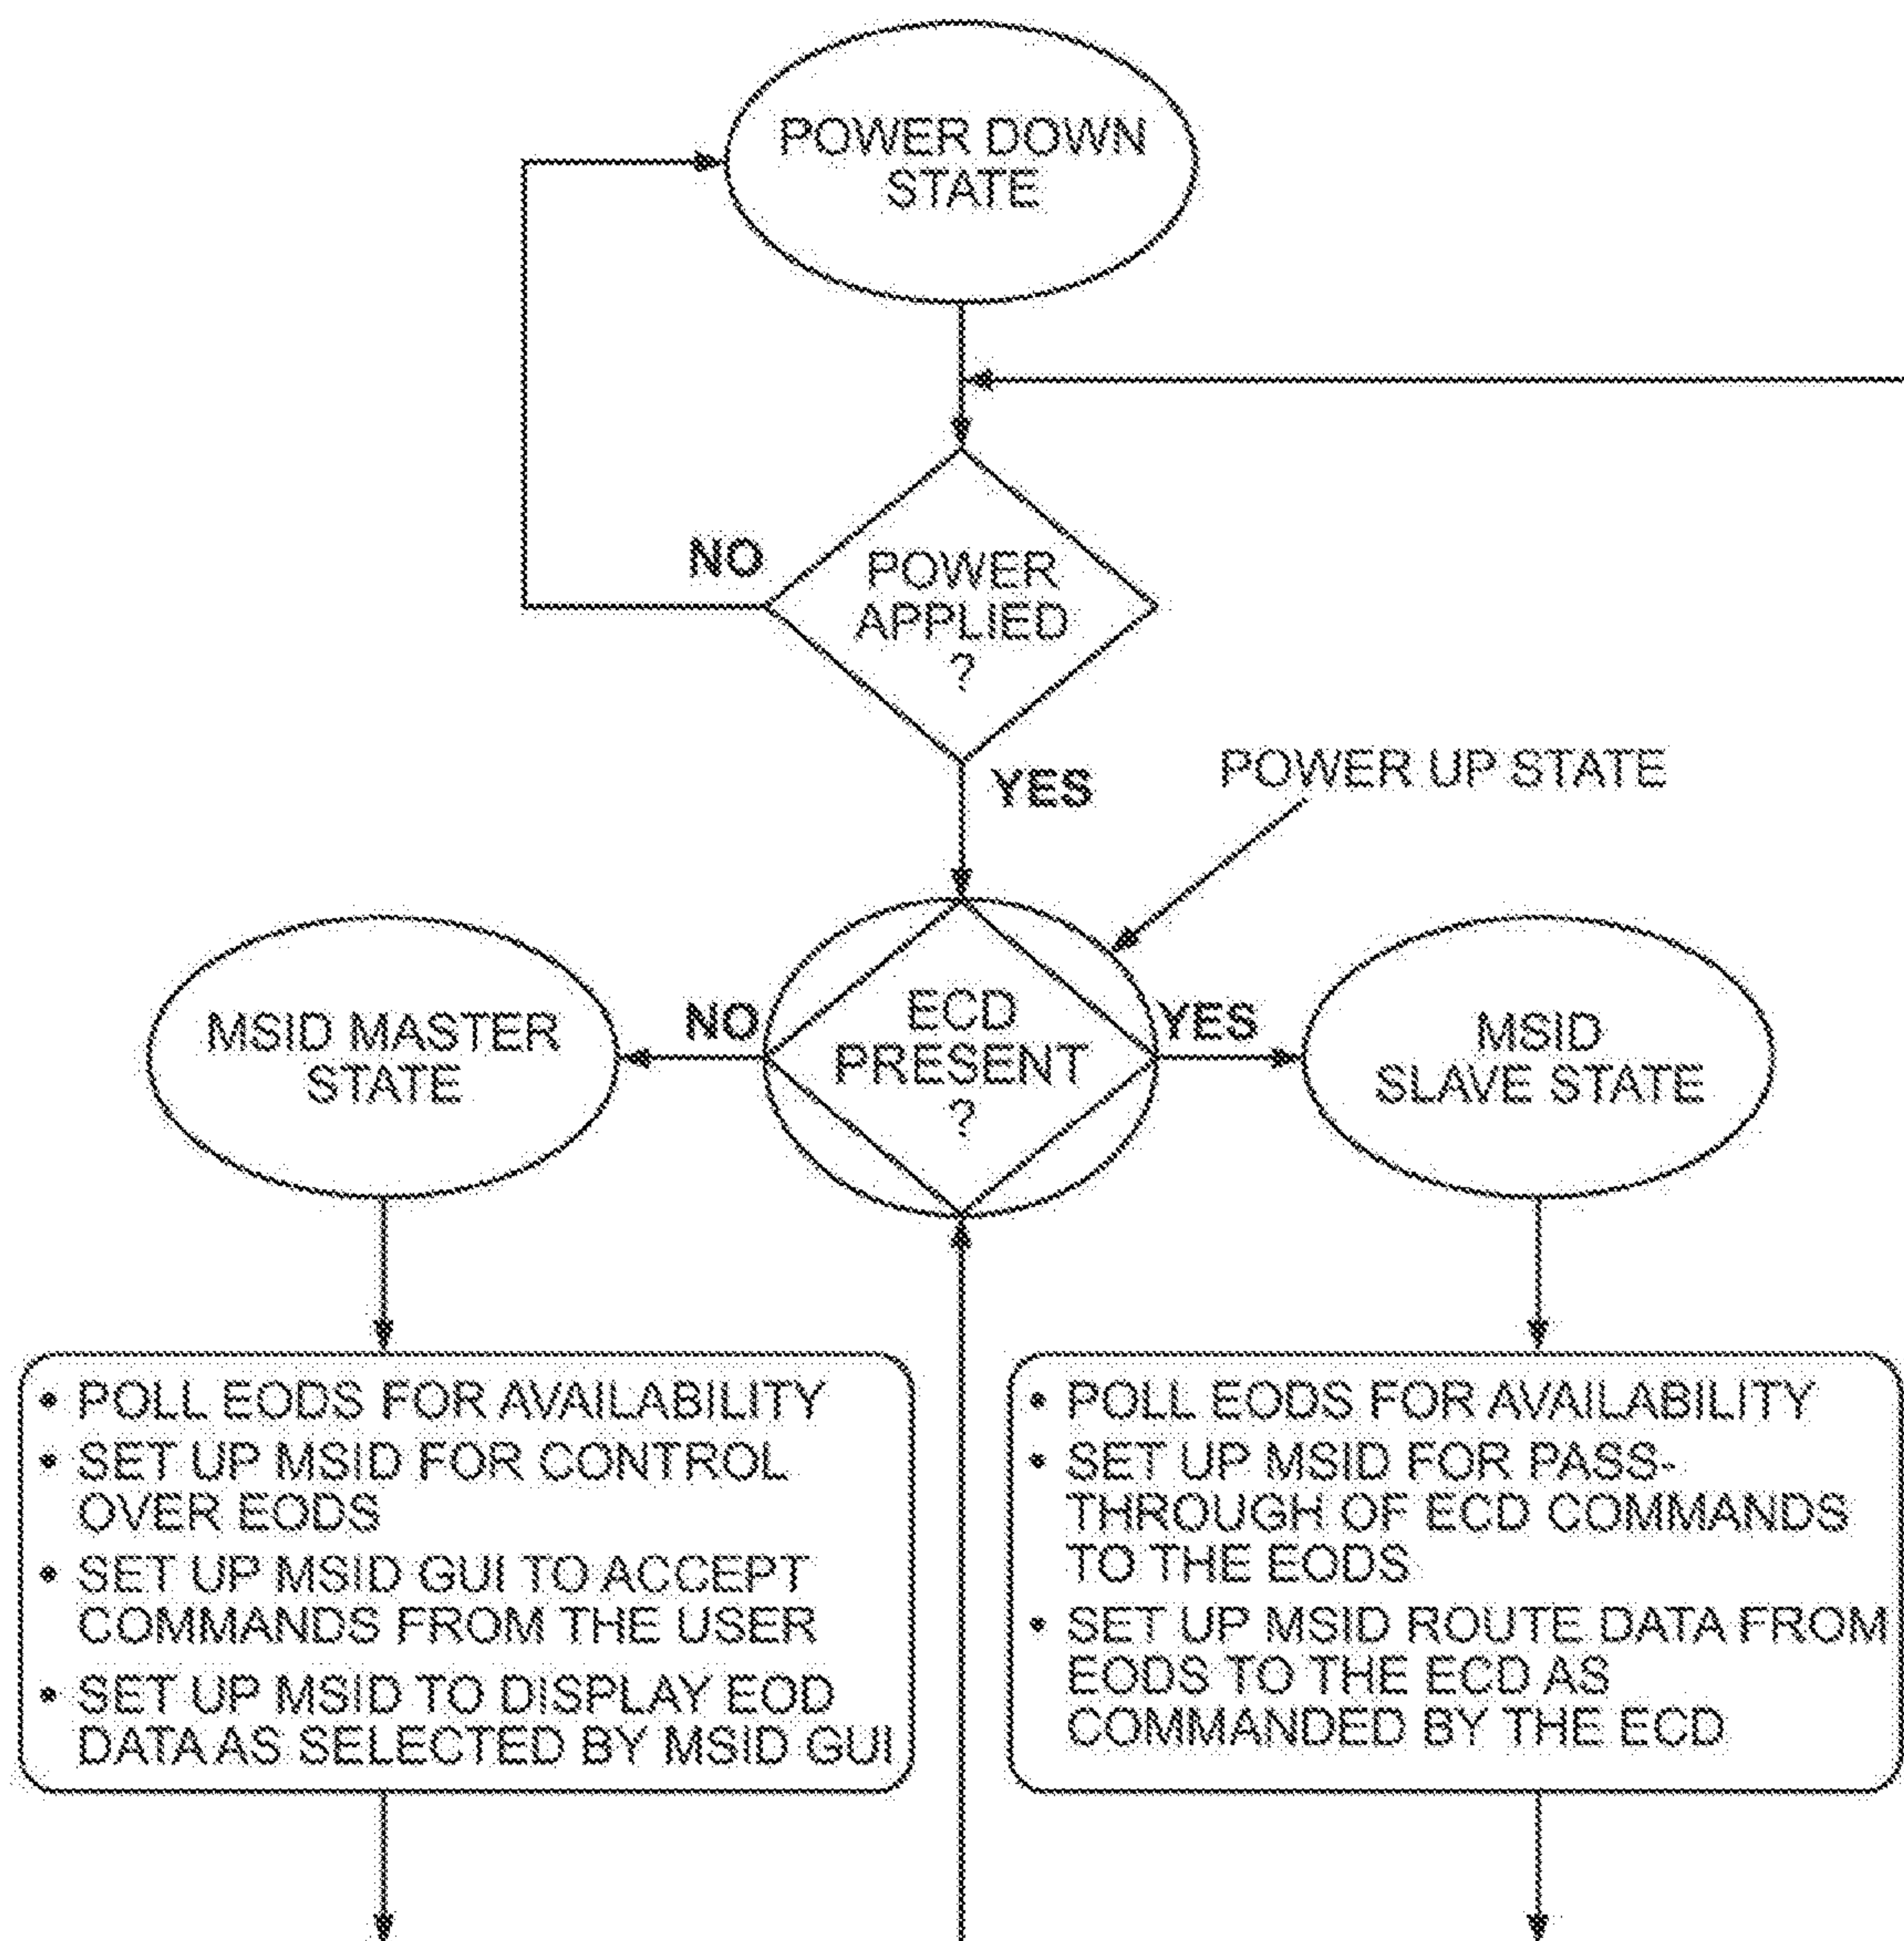 POWER DOWN
STATE
NO
POWER
APPLIED
?
YES
POWER UP STATE
MSID MASTER
STATE
NO
ECD
PRESENT
?
YES
MSID
SLAVE STATE
• POLL EODS FOR AVAILABILITY
• SET UP MSID FOR CONTROL
OVER EODS
• SET UP MSID GUI TO ACCEPT
COMMANDS FROM THE USER
• SET UP MSID TO DISPLAY EOD
DATA AS SELECTED BY MSID GUI
• POLL EODS FOR AVAILABILITY
• SET UP MSID FOR PASS-
THROUGH OF ECD COMMANDS
TO THE EODS
• SET UP MSID ROUTE DATA FROM
EODS TO THE ECD AS
COMMANDED BY THE ECD